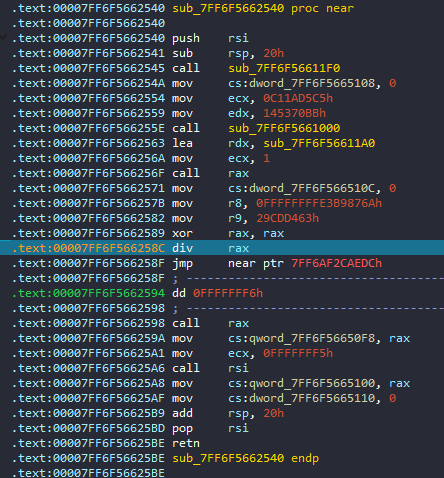 .text:00007FF6F5662540 sub_7FF6F5662540 proc near
.text:00007FF6F5662540
.text:00007FF6F5662540 push rsi
.text:00007FF6F5662541 sub rsp, 20h
.text:00007FF6F5662545 call sub_7FF6F56611F0
.text:00007FF6F566254A mov cs:dword_7FF6F5665108, 0
.text:00007FF6F5662554 mov ecx, 0C11AD5C5h
.text:00007FF6F5662559 mov edx, 145370BBh
.text:00007FF6F566255E call sub_7FF6F5661000
.text:00007FF6F5662563 lea rdx, sub_7FF6F56611A0
.text:00007FF6F566256A mov ecx, 1
.text:00007FF6F566256F call rax
.text:00007FF6F5662571 mov cs:dword_7FF6F566510C, 0
.text:00007FF6F566257B mov r8, 0FFFFFFFFE3B9876Ah
.text:00007FF6F5662582 mov r9, 29CDD463h
.text:00007FF6F5662589 xor rax, rax
.text:00007FF6F566258C div rax
.text:00007FF6F566258F jmp near ptr 7FF6AF2CAEDCh
.text:00007FF6F566258F ; ---------------------------------------
.text:00007FF6F5662594 dd 0FFFFFFF6h
.text:00007FF6F5662598 ; ---------------------------------------
.text:00007FF6F5662598 call rax
.text:00007FF6F566259A mov cs:qword_7FF6F56650F8, rax
.text:00007FF6F56625A1 mov ecx, 0FFFFFFF5h
.text:00007FF6F56625A6 call rsi
.text:00007FF6F56625A8 mov cs:qword_7FF6F5665100, rax
.text:00007FF6F56625AF mov cs:dword_7FF6F5665110, 0
.text:00007FF6F56625B9 add rsp, 20h
.text:00007FF6F56625BD pop rsi
.text:00007FF6F56625BE retn
.text:00007FF6F56625BE sub_7FF6F5662540 endp
.text:00007FF6F56625BE